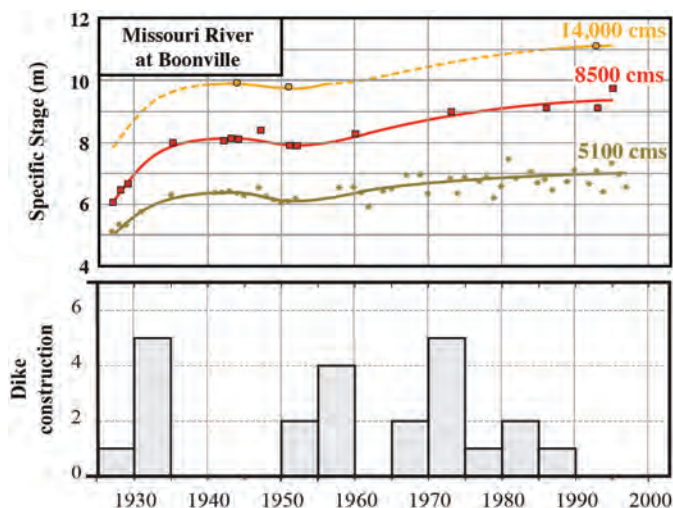 Missouri River
at Boonville
14,000 cms
8500 cms
5100 cms
Specific Stage (m)
12
10
8
6
4
Dike
construction
6
4
2
0
1930 1940 1950 1960 1970 1980 1990 2000